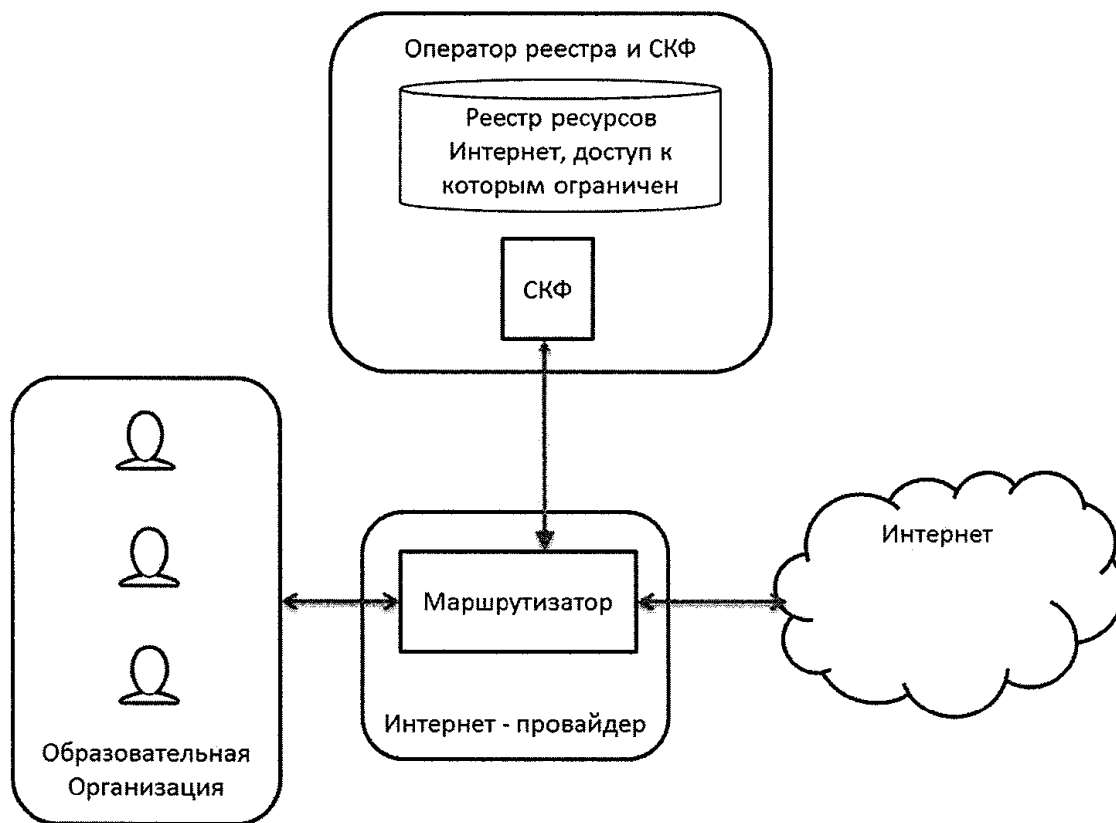 Оператор реестра и СКФ
Реестр ресурсов
Интернет, доступ к
которым ограничен
СКФ
Интернет
Маршрутизатор
Интернет - провайдер
Образовательная
Организация